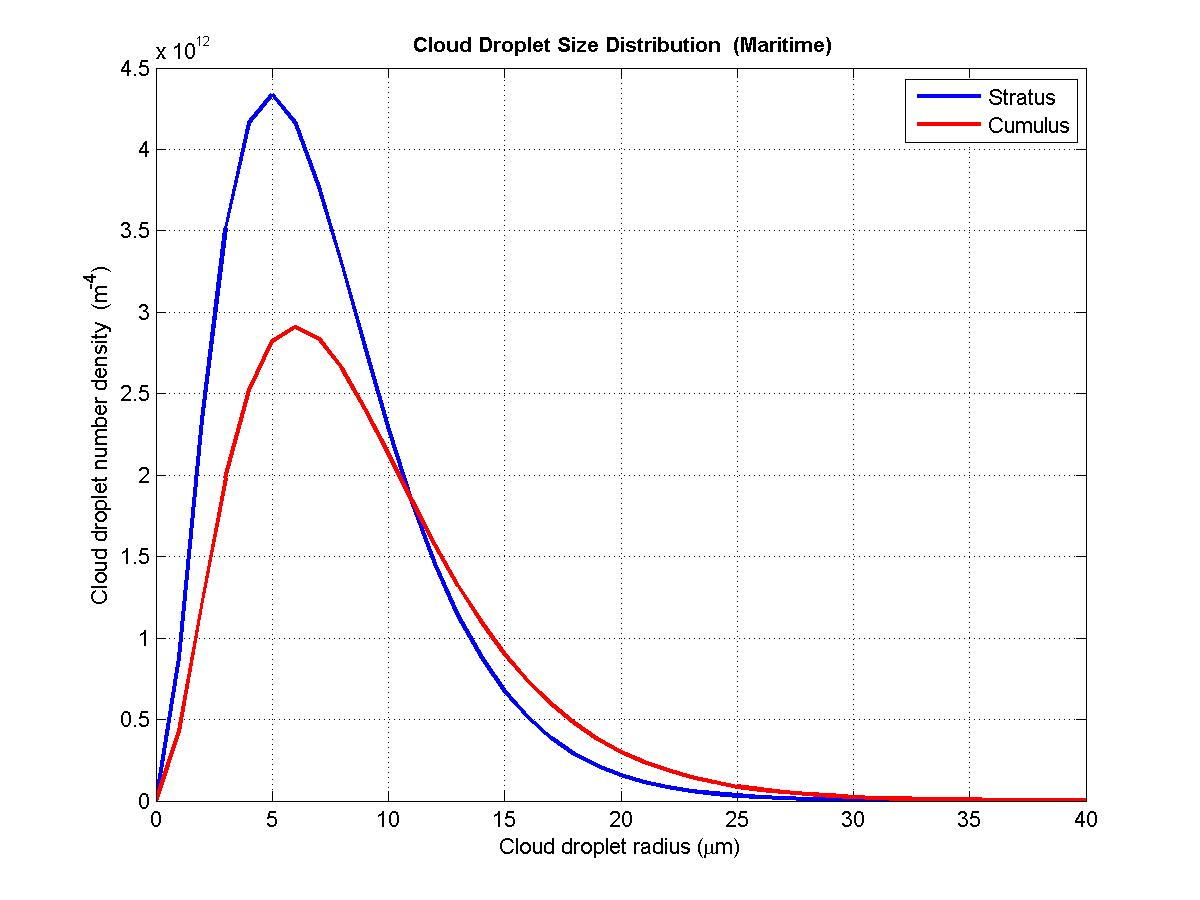 Cloud Droplet Size Distribution (Maritime)
x 10^12
4.5
4
3.5
3
2.5
2
1.5
1
0.5
0
Cloud droplet number density (m^-4)
Stratus
Cumulus
0 5 10 15 20 25 30 35 40
Cloud droplet radius (μm)